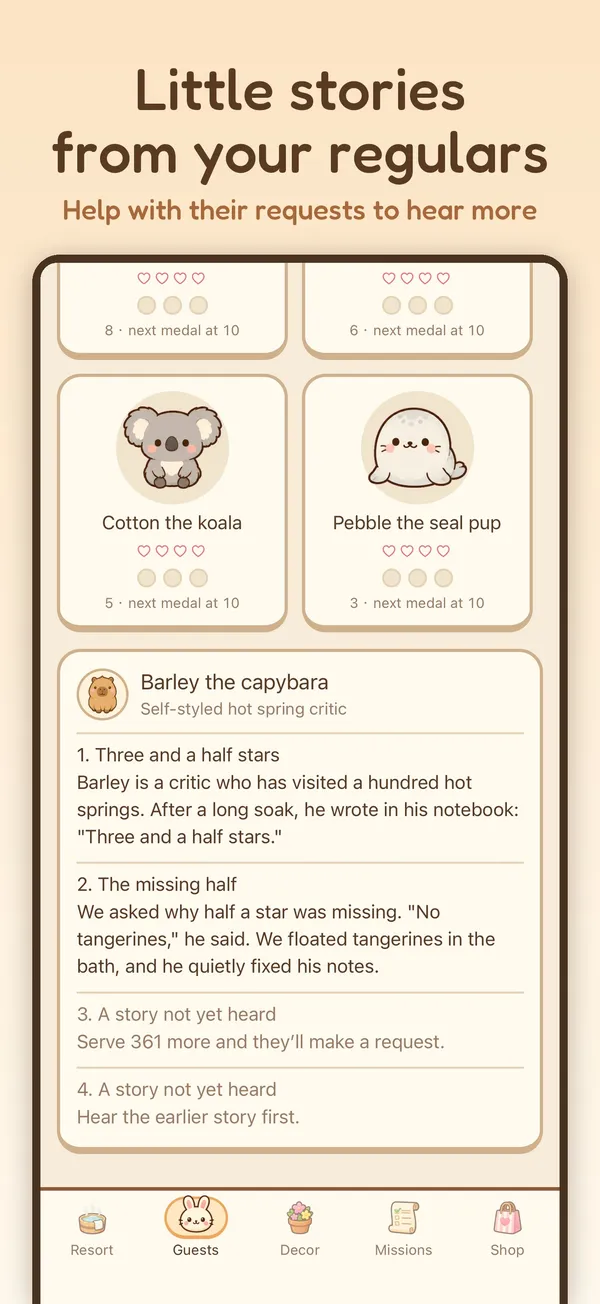 Little stories
from your regulars
Help with their requests to hear more
8 · next medal at 10
6 · next medal at 10
Cotton the koala
Pebble the seal pup
5 · next medal at 10
3 · next medal at 10
Barley the capybara
Self-styled hot spring critic
1. Three and a half stars
Barley is a critic who has visited a hundred hot
springs. After a long soak, he wrote in his notebook:
"Three and a half stars."
2. The missing half
We asked why half a star was missing. "No
tangerines," he said. We floated tangerines in the
bath, and he quietly fixed his notes.
3. A story not yet heard
Serve 361 more and they’ll make a request.
4. A story not yet heard
Hear the earlier story first.
Resort
Guests
Decor
Missions
Shop